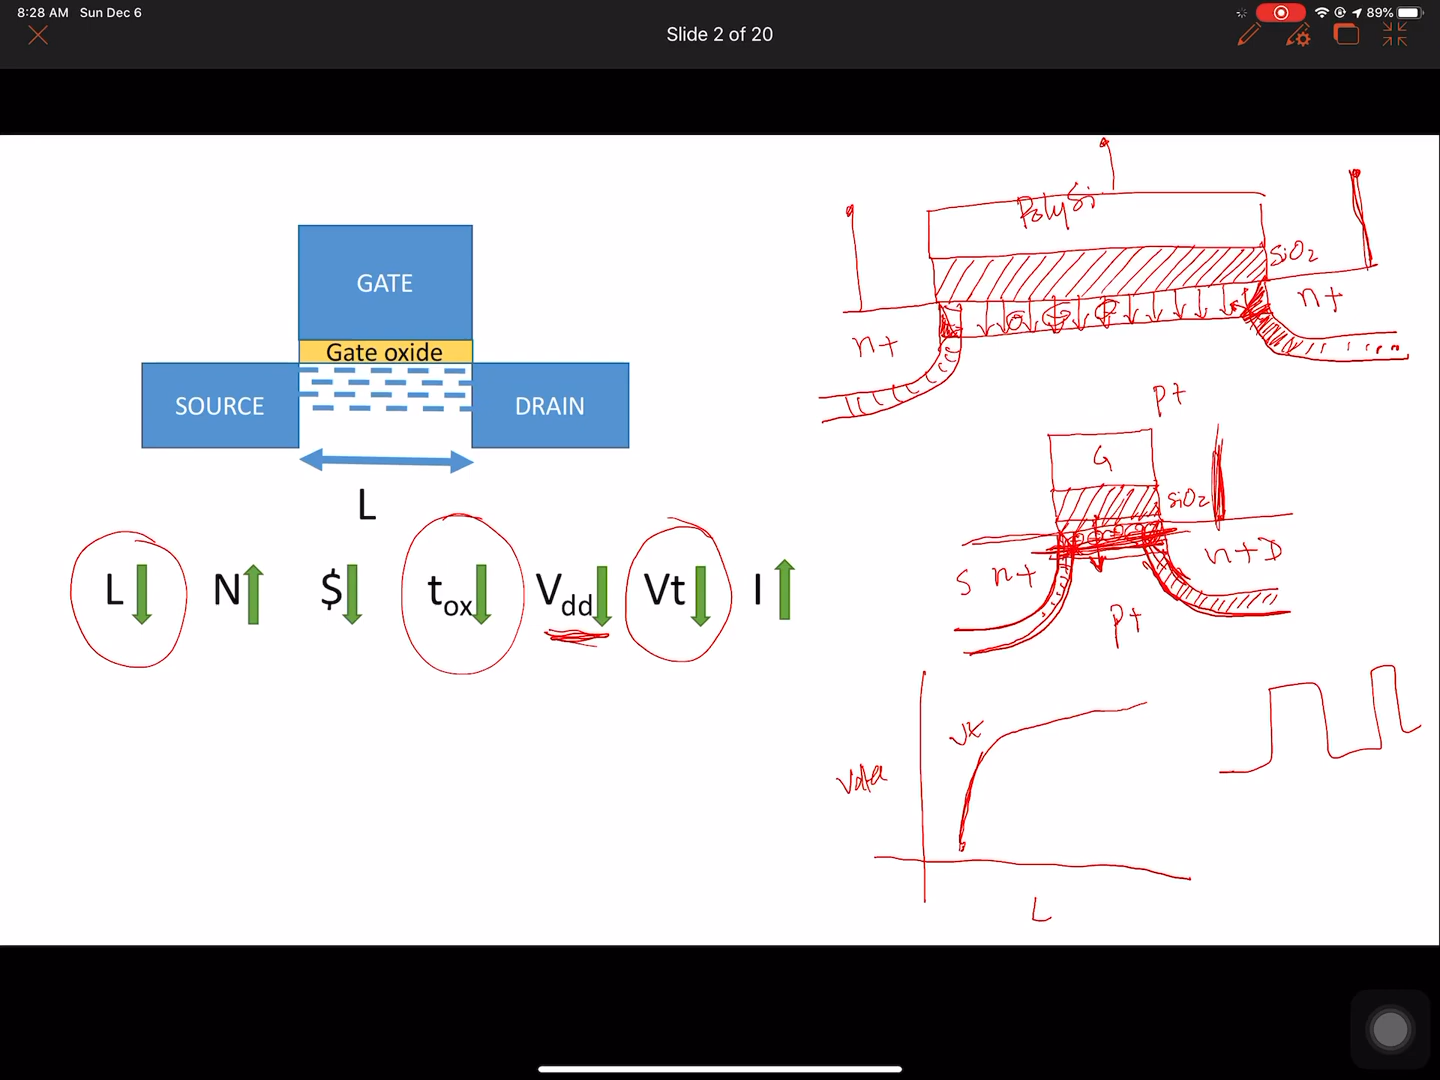 8:28 AM Sun Dec 6
89%
Slide 2 of 20
GATE
Gate oxide
SOURCE
DRAIN
L
L N $ tox Vdd Vt I
PolySi
SiO2
n+
n+
p+
G
SiO2
S n+
n+ D
p+
Vt
L